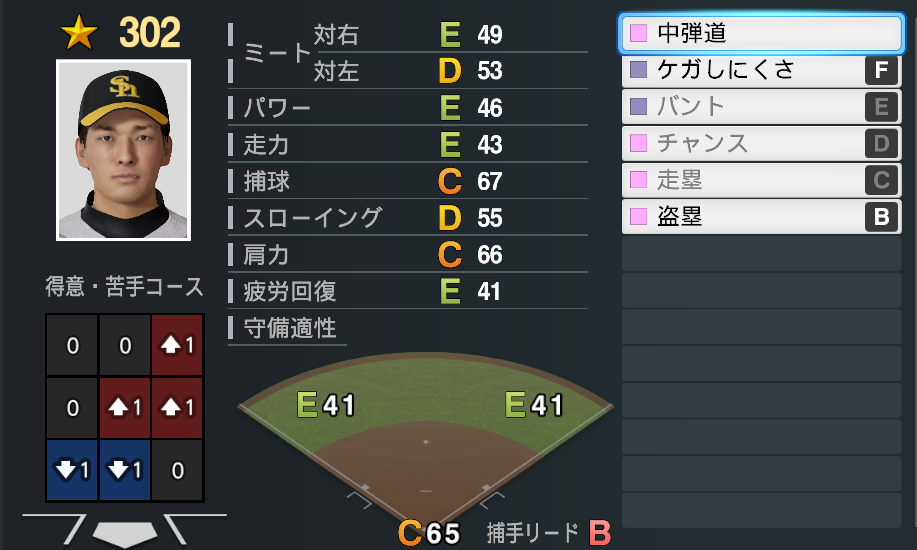 302
SH
得意・苦手コース
0 0 1
0 1 1
1 1 0
ミート 対右 E 49
対左 D 53
パワー E 46
走力 E 43
捕球 C 67
スローイング D 55
肩力 C 66
疲労回復 E 41
守備適性
E 41 E 41
C 65 捕手リード B
中弾道
ケガしにくさ F
バント E
チャンス D
走塁 C
盗塁 B